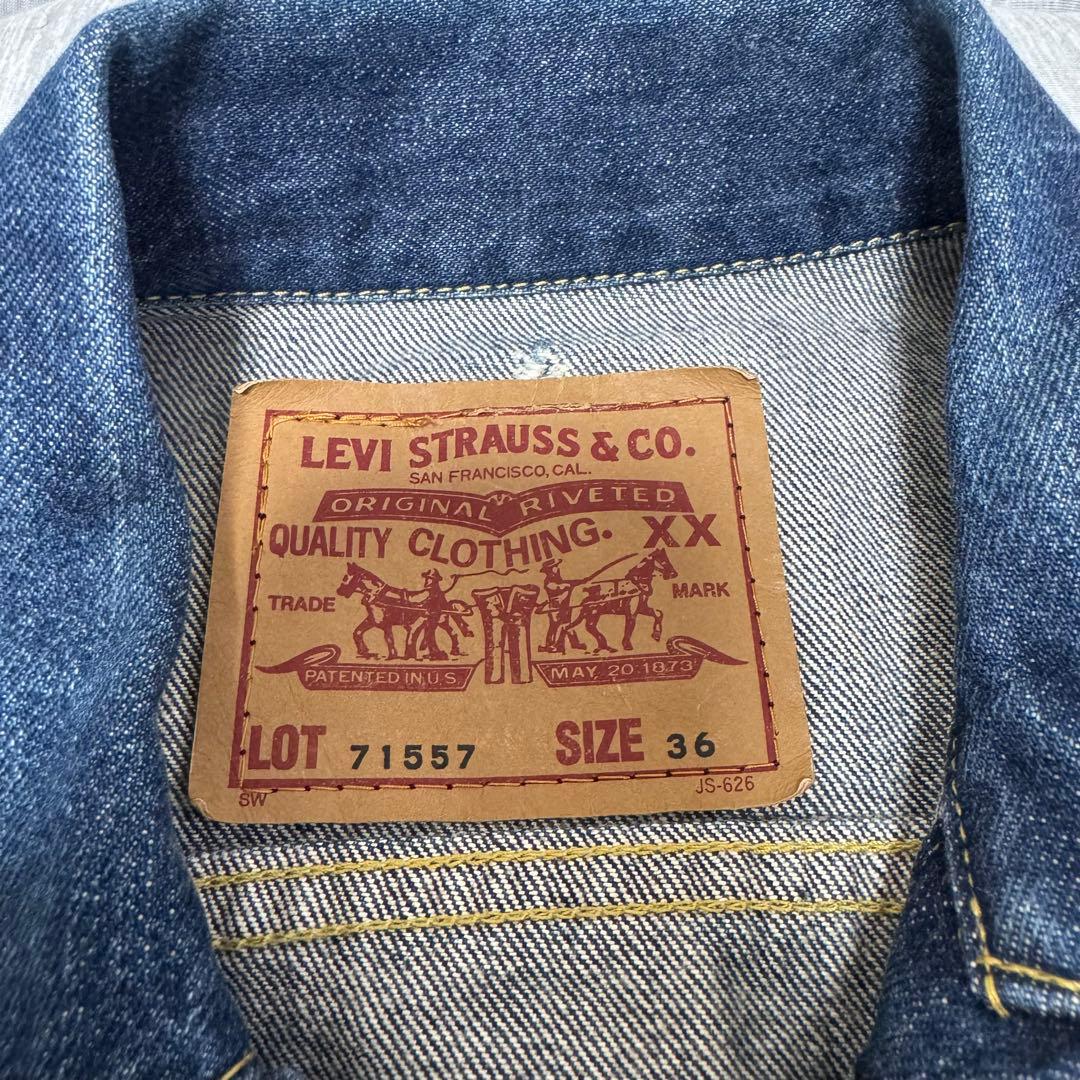 LEVI STRAUSS & CO.
SAN FRANCISCO, CAL.
ORIGINAL RIVETED
QUALITY CLOTHING. XX
TRADE MARK
PATENTED IN U.S. MAY 20.1873
LOT 71557 SIZE 36
SW JS-626